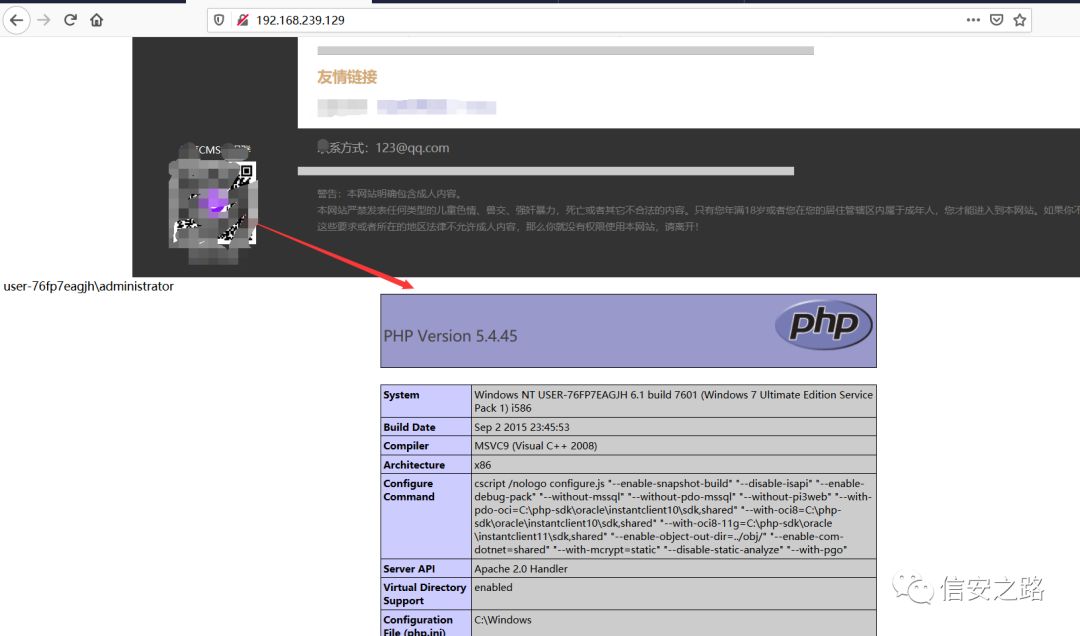 192.168.239.129
友情链接
CMS
系方式：123@qq.com
警告：本网站明确包含成人内容。
本网站严禁发表任何类型的儿童色情、兽交、强奸暴力，死亡或者其它不合法的内容。只有您年满18岁或者您在您的居住管辖区内属于成年人，您才能进入到本网站。如果你不
这些要求或者所在的地区法律不允许成人内容，那么你就没有权限使用本网站，请离开！
user-76fp7eagjh\administrator
PHP Version 5.4.45
php
System Windows NT USER-76FP7EAGJH 6.1 build 7601 (Windows 7 Ultimate Edition Service
Pack 1) i586
Build Date Sep 2 2015 23:45:53
Compiler MSVC9 (Visual C++ 2008)
Architecture x86
Configure cscript /nologo configure.js "--enable-snapshot-build" "--disable-isapi" "--enable-
Command debug-pack" "--without-mssql" "--without-pdo-mssql" "--without-pi3web" "--with-
pdo-oci=C:\php-sdk\oracle\instantclient10\sdk,shared" "--with-oci8=C:\php-
sdk\oracle\instantclient10\sdk,shared" "--with-oci8-11g=C:\php-sdk\oracle
\instantclient11\sdk,shared" "--enable-object-out-dir=../obj/" "--enable-com-
dotnet=shared" "--with-mcrypt=static" "--disable-static-analyze" "--with-pgo"
Server API Apache 2.0 Handler
Virtual Directory enabled
Support
Configuration C:\Windows
File (php.ini)
信安之路